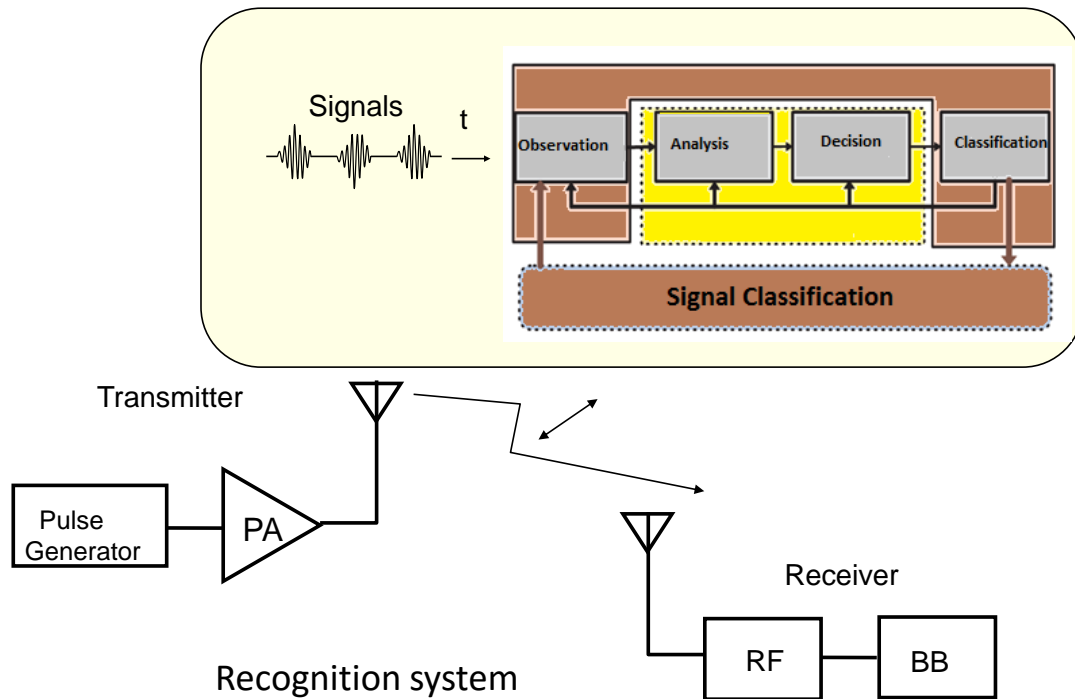 Signals
t
Observation
Analysis
Decision
Classification
Signal Classification
Transmitter
Pulse
Generator
PA
Receiver
RF
BB
Recognition system